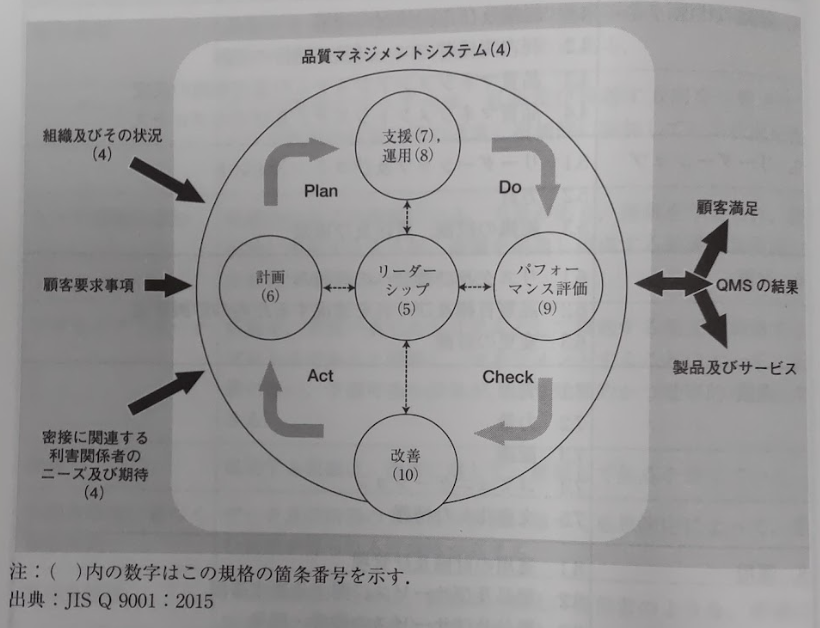 品質マネジメントシステム(4)
組織及びその状況
(4)
支援(7),
運用(8)
Plan
Do
顧客満足
顧客要求事項
計画
(6)
リーダー
シップ
(5)
パフォー
マンス評価
(9)
QMSの結果
製品及びサービス
Act
Check
密接に関連する
利害関係者の
ニーズ及び期待
(4)
改善
(10)
注:( )内の数字はこの規格の箇条番号を示す.
出典:JIS Q 9001:2015